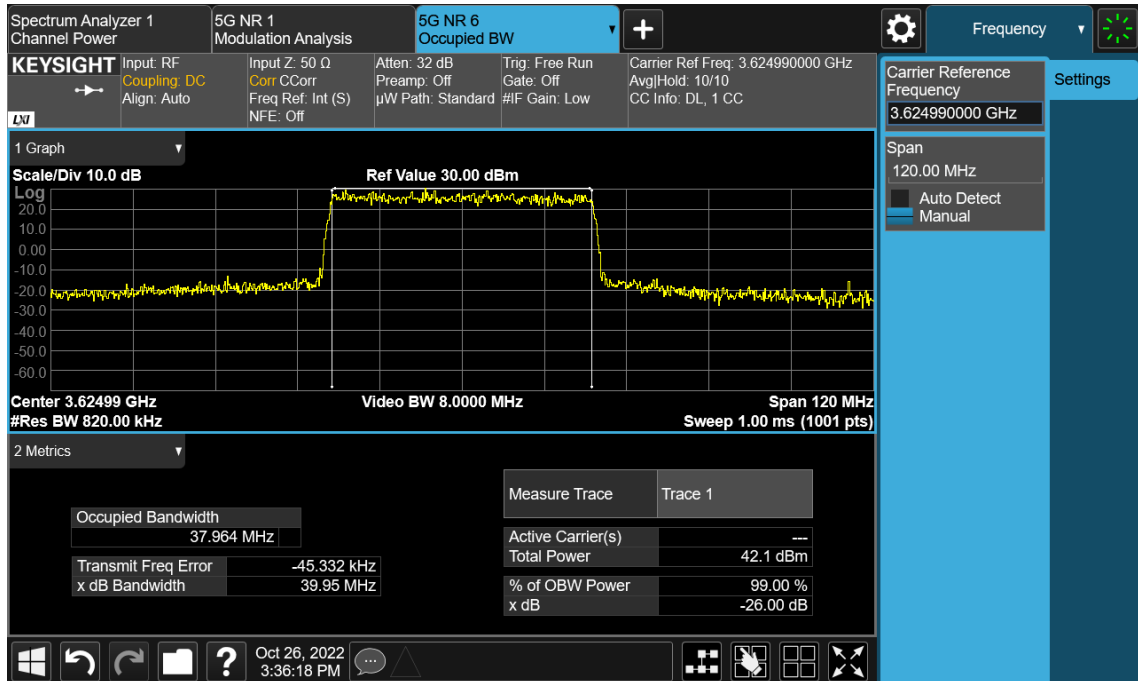 Spectrum Analyzer 1
Channel Power
5G NR 1
Modulation Analysis
5G NR 6
Occupied BW
Frequency
KEYSIGHT
LXI
Input: RF
Coupling: DC
Align: Auto
Input Z: 50 Ω
Corr CCorr
Freq Ref: Int (S)
NFE: Off
Atten: 32 dB
Preamp: Off
µW Path: Standard
Trig: Free Run
Gate: Off
#IF Gain: Low
Carrier Ref Freq: 3.624990000 GHz
Avg|Hold: 10/10
CC Info: DL, 1 CC
Carrier Reference
Frequency
3.624990000 GHz
Span
120.00 MHz
Auto Detect
Manual
Settings
1 Graph
Scale/Div 10.0 dB
Ref Value 30.00 dBm
Log
20.0
10.0
0.00
-10.0
-20.0
-30.0
-40.0
-50.0
-60.0
Center 3.62499 GHz
Video BW 8.0000 MHz
Span 120 MHz
#Res BW 820.00 kHz
Sweep 1.00 ms (1001 pts)
2 Metrics
Occupied Bandwidth
37.964 MHz
Transmit Freq Error -45.332 kHz
x dB Bandwidth 39.95 MHz
Measure Trace Trace 1
Active Carrier(s) ---
Total Power 42.1 dBm
% of OBW Power 99.00 %
x dB -26.00 dB
Oct 26, 2022
3:36:18 PM